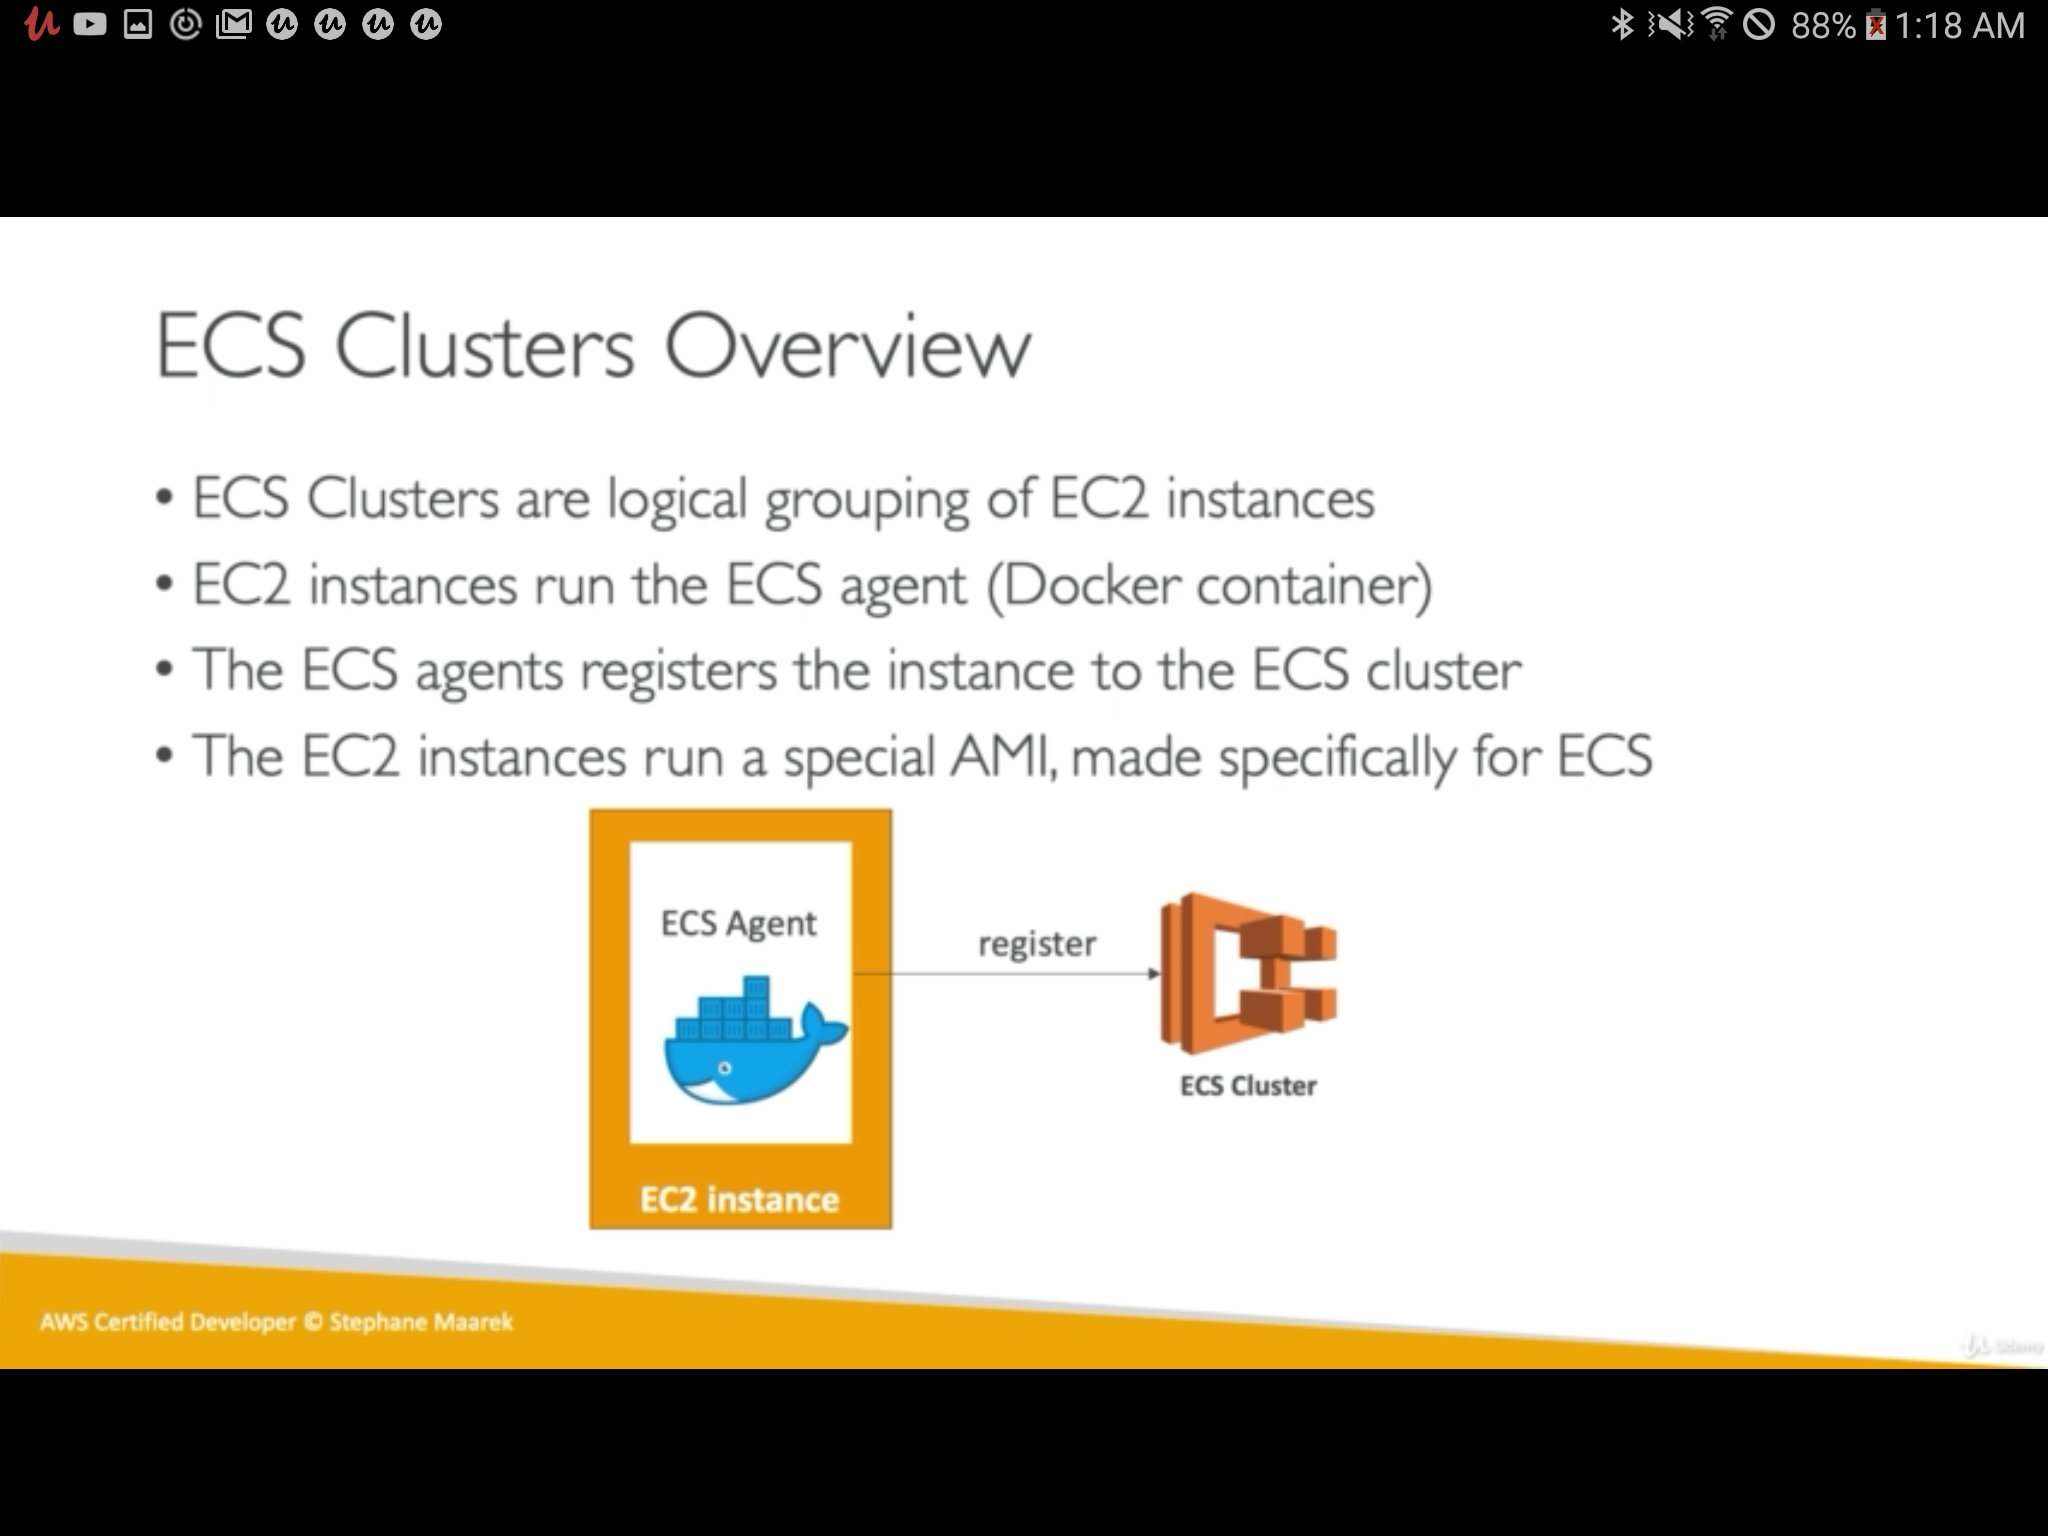 88% 1:18 AM
ECS Clusters Overview
• ECS Clusters are logical grouping of EC2 instances
• EC2 instances run the ECS agent (Docker container)
• The ECS agents registers the instance to the ECS cluster
• The EC2 instances run a special AMI, made specifically for ECS
ECS Agent
register
ECS Cluster
EC2 instance
AWS Certified Developer © Stephane Maarek
Udemy